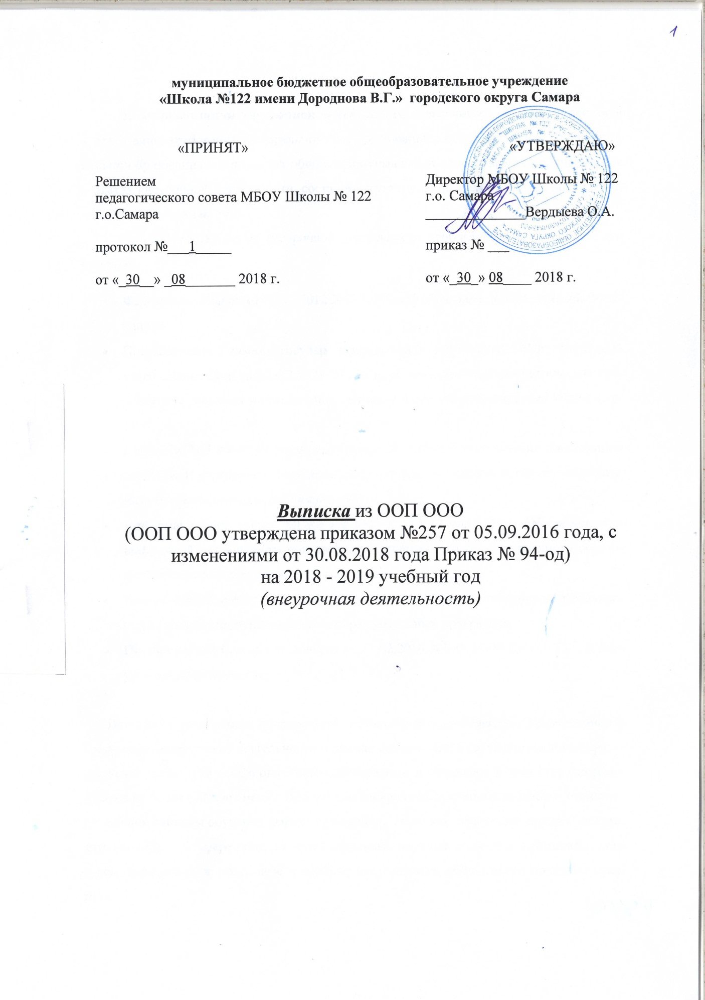 1
муниципальное бюджетное общеобразовательное учреждение
«Школа №122 имени Дороднова В.Г.» городского округа Самара
«ПРИНЯТ»
Решением
педагогического совета МБОУ Школы № 122
г.о.Самара
протокол №___1_____
от «_30__» _08_______ 2018 г.
«УТВЕРЖДАЮ»
Директор МБОУ Школы № 122
г.о. Самара
______________Вердыева О.А.
приказ № ___
от «_30_» 08____ 2018 г.
Выписка из ООП ООО
(ООП ООО утверждена приказом №257 от 05.09.2016 года, с
изменениями от 30.08.2018 года Приказ № 94-од)
на 2018 - 2019 учебный год
(внеурочная деятельность)